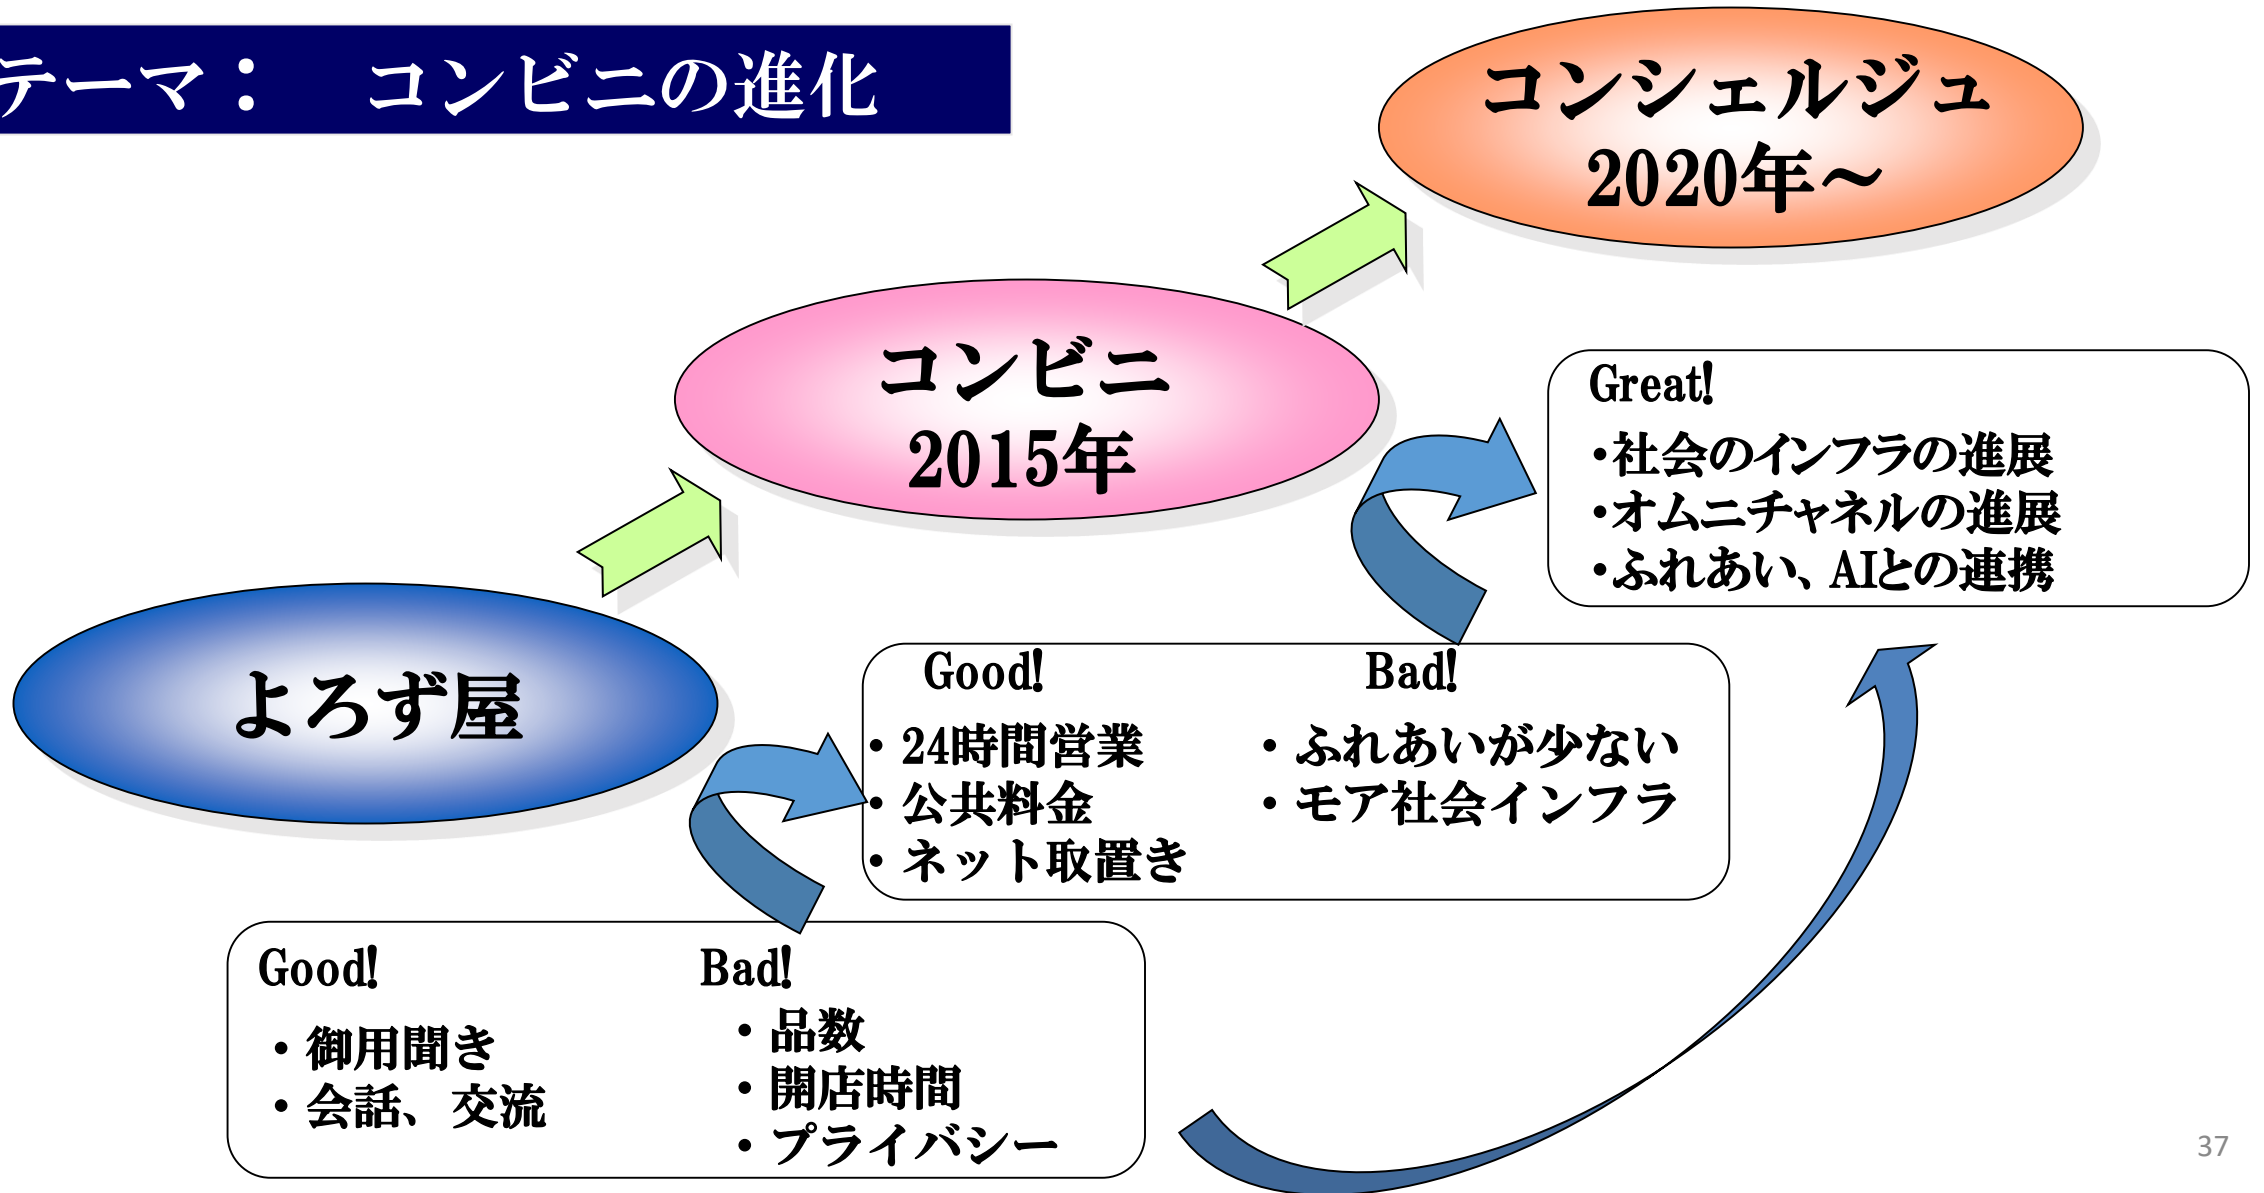 テーマ：　コンビニの進化
コンシェルジュ
2020年～
コンビニ
2015年
よろず屋
Great!
・社会のインフラの進展
・オムニチャネルの進展
・ふれあい、AIとの連携
Good!
・24時間営業
・公共料金
・ネット取置き
Bad!
・ふれあいが少ない
・モア社会インフラ
Good!
・御用聞き
・会話、交流
Bad!
・品数
・開店時間
・プライバシー
37